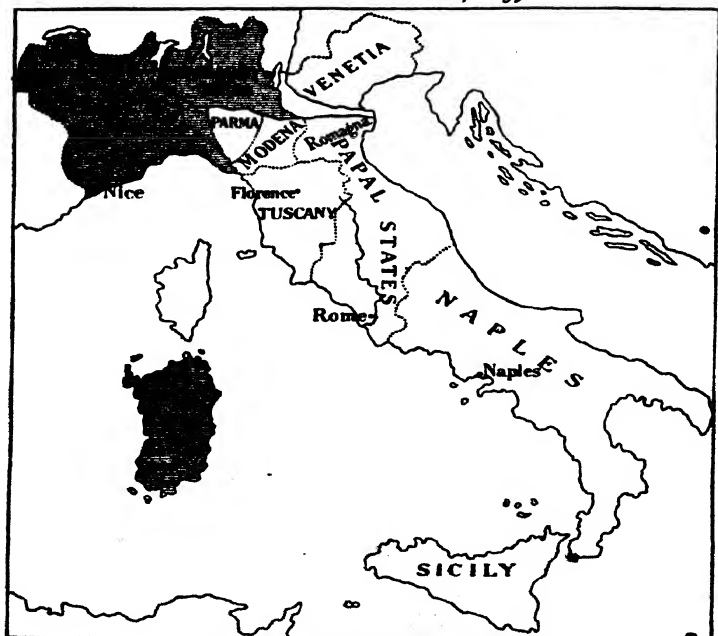 VENETIA
PARMA
MODENA
Romagna
PAPAL STATES
Nice
Florence
TUSCANY
Rome
NAPLES
Naples
SICILY